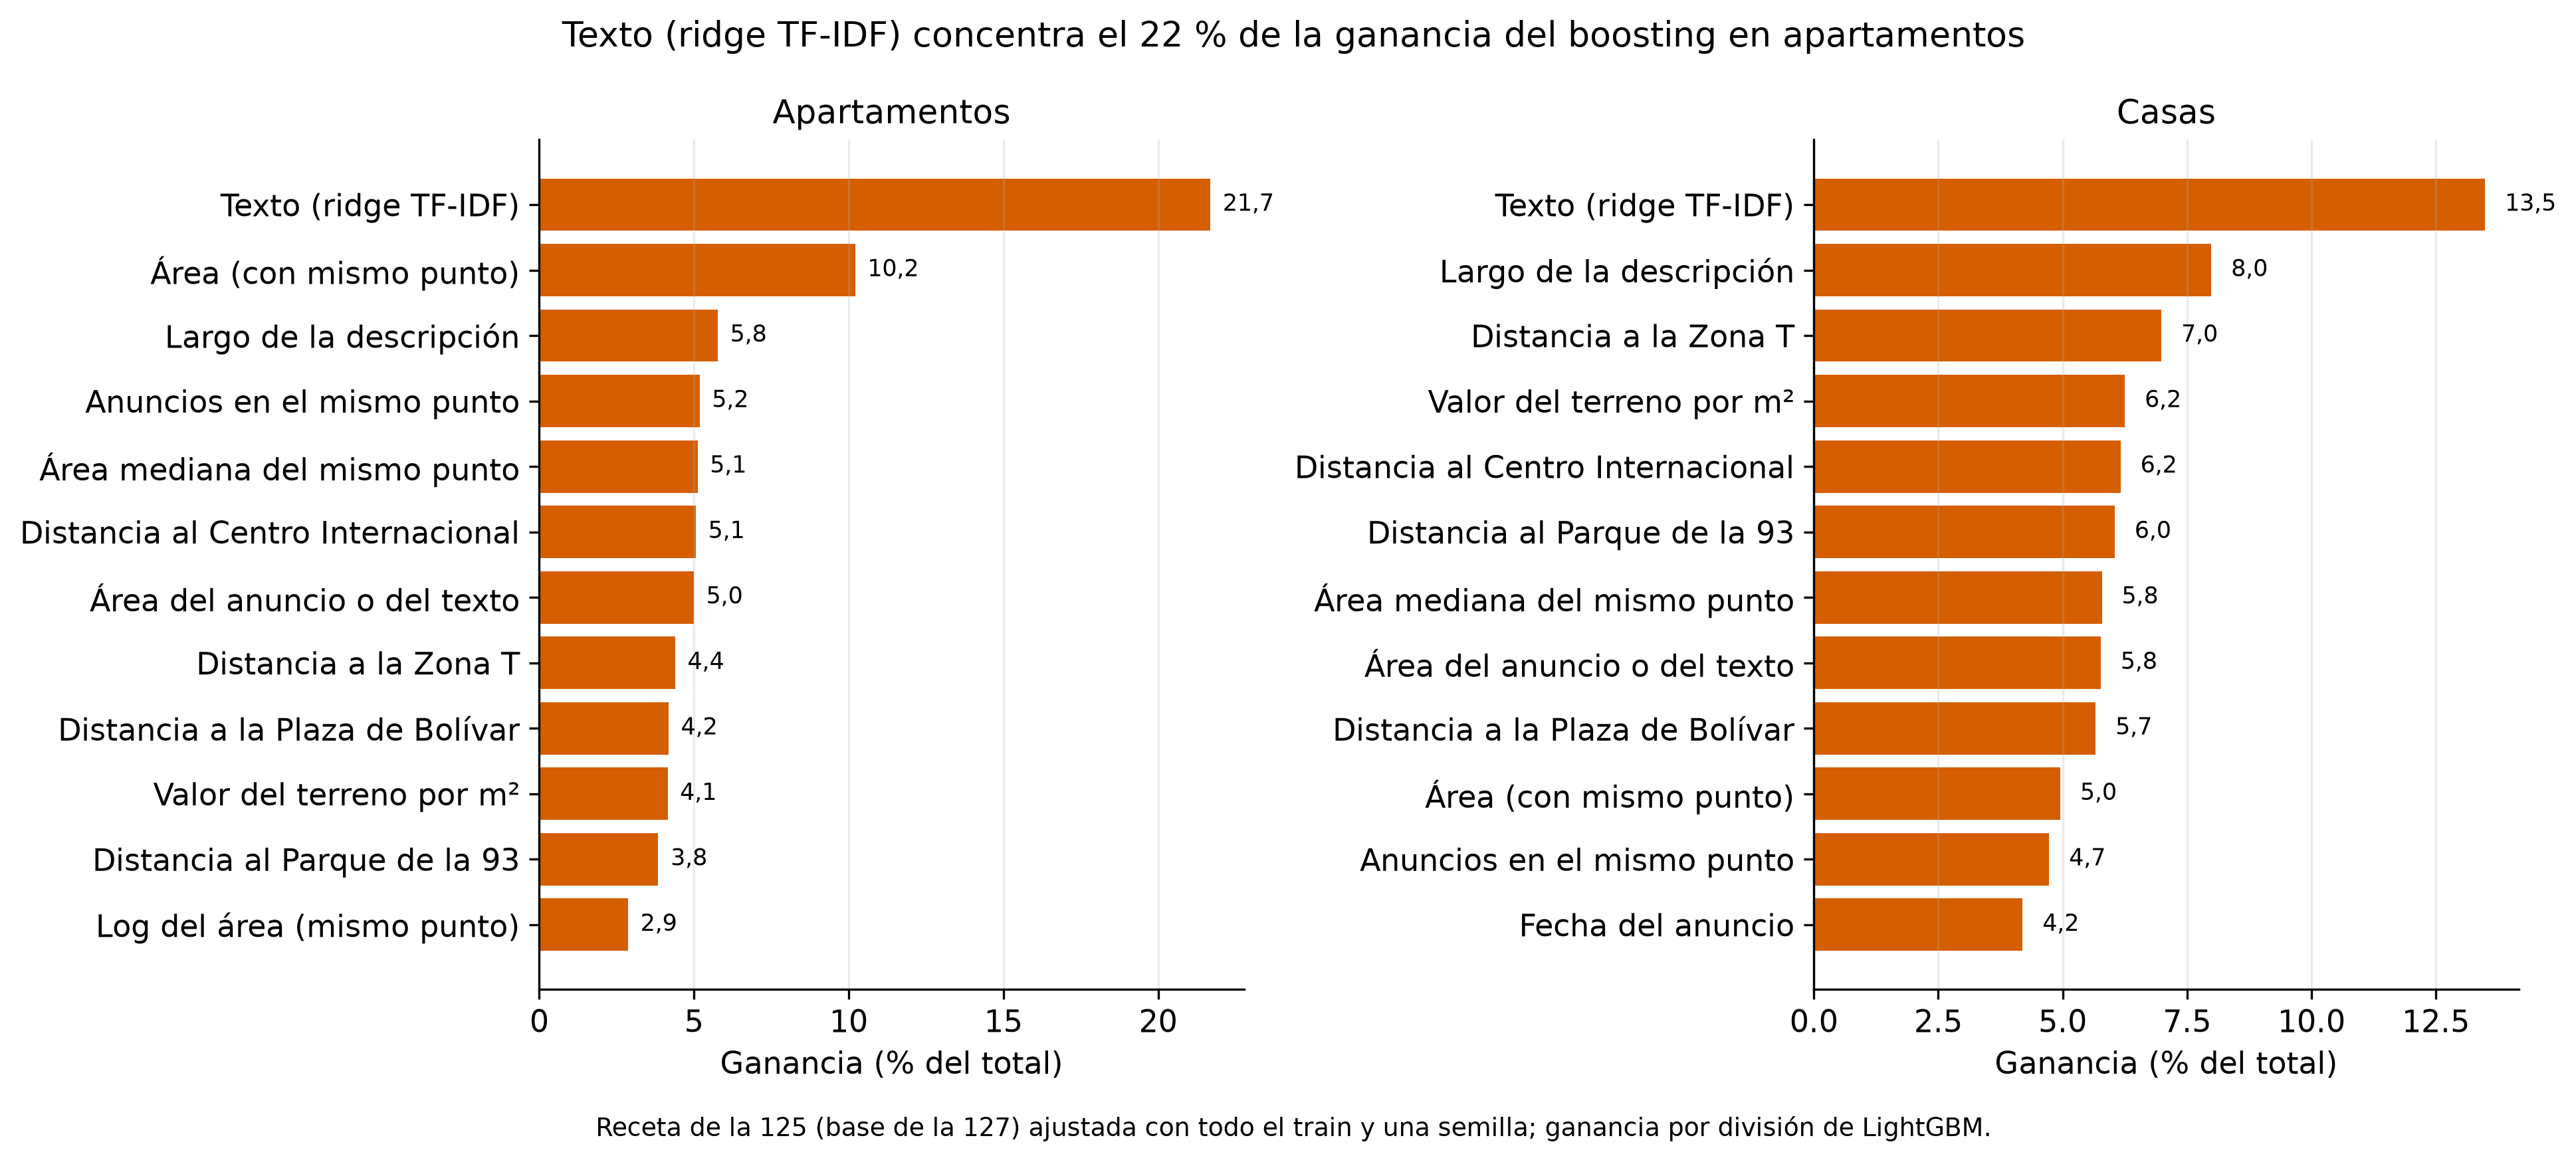 Texto (ridge TF-IDF) concentra el 22 % de la ganancia del boosting en apartamentos
Apartamentos
Texto (ridge TF-IDF) 21,7
Área (con mismo punto) 10,2
Largo de la descripción 5,8
Anuncios en el mismo punto 5,2
Área mediana del mismo punto 5,1
Distancia al Centro Internacional 5,1
Área del anuncio o del texto 5,0
Distancia a la Zona T 4,4
Distancia a la Plaza de Bolívar 4,2
Valor del terreno por m² 4,1
Distancia al Parque de la 93 3,8
Log del área (mismo punto) 2,9
0 5 10 15 20
Ganancia (% del total)
Casas
Texto (ridge TF-IDF) 13,5
Largo de la descripción 8,0
Distancia a la Zona T 7,0
Valor del terreno por m² 6,2
Distancia al Centro Internacional 6,2
Distancia al Parque de la 93 6,0
Área mediana del mismo punto 5,8
Área del anuncio o del texto 5,8
Distancia a la Plaza de Bolívar 5,7
Área (con mismo punto) 5,0
Anuncios en el mismo punto 4,7
Fecha del anuncio 4,2
0.0 2.5 5.0 7.5 10.0 12.5
Ganancia (% del total)
Receta de la 125 (base de la 127) ajustada con todo el train y una semilla; ganancia por división de LightGBM.